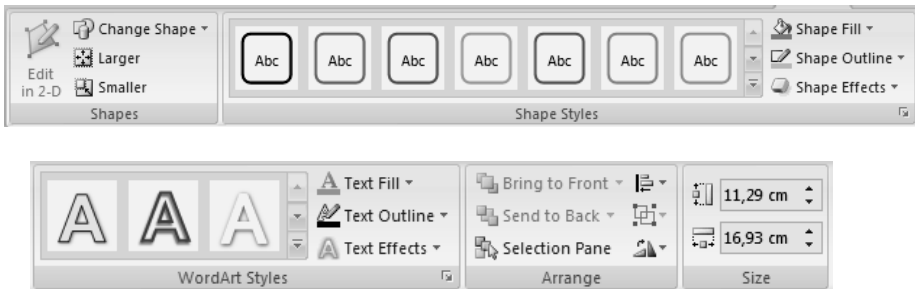 Edit
in 2-D
Change Shape
Larger
Smaller
Shapes
Abc Abc Abc Abc Abc Abc Abc
Shape Fill
Shape Outline
Shape Effects
Shape Styles
A A A
A Text Fill
Text Outline
A Text Effects
WordArt Styles
Bring to Front
Send to Back
Selection Pane
Arrange
11,29 cm
16,93 cm
Size